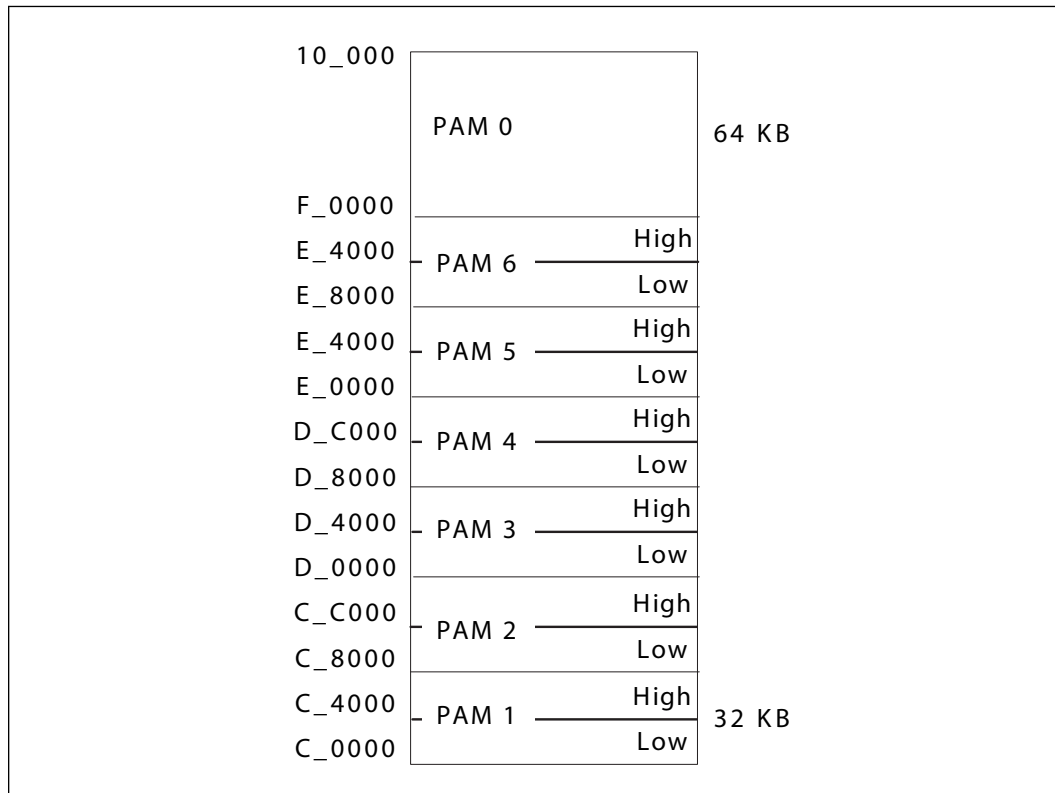 10_000
PAM 0
64 KB
F_0000
High
E_4000
PAM 6
Low
E_8000
High
E_4000
PAM 5
Low
E_0000
High
D_C000
PAM 4
Low
D_8000
High
D_4000
PAM 3
Low
D_0000
High
C_C000
PAM 2
Low
C_8000
High
C_4000
PAM 1
32 KB
Low
C_0000